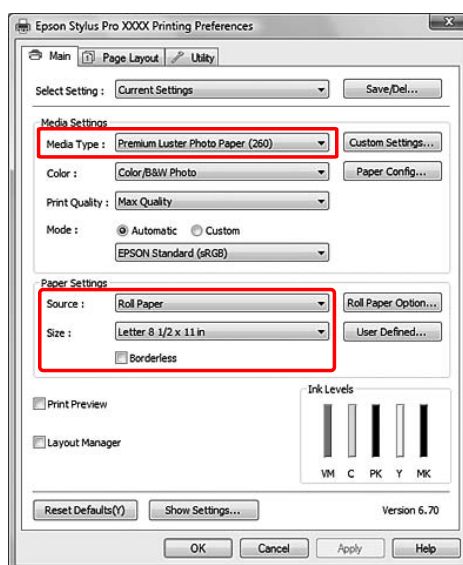 Epson Stylus Pro XXXX Printing Preferences
Main Page Layout Utility
Select Setting : Current Settings Save/Del...
Media Settings
Media Type : Premium Luster Photo Paper (260) Custom Settings...
Color : Color/B&W Photo Paper Config...
Print Quality : Max Quality
Mode : Automatic Custom
EPSON Standard (sRGB)
Paper Settings
Source : Roll Paper Roll Paper Option...
Size : Letter 8 1/2 x 11 in User Defined...
Borderless
Ink Levels
Print Preview
Layout Manager
VM C PK Y MK
Reset Defaults(Y) Show Settings... Version 6.70
OK Cancel Apply Help